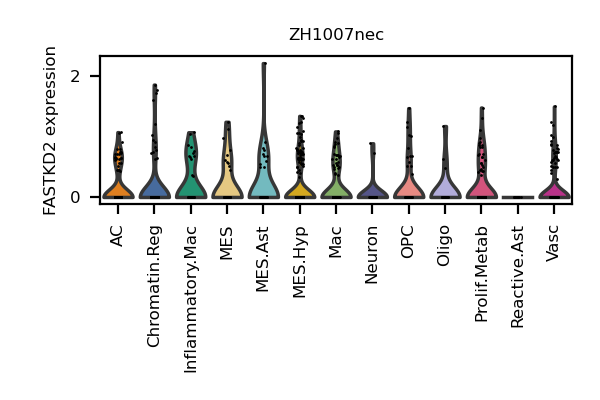 ZH1007nec
FASTKD2 expression
2
0
AC
Chromatin.Reg
Inflammatory.Mac
MES
MES.Ast
MES.Hyp
Mac
Neuron
OPC
Oligo
Prolif.Metab
Reactive.Ast
Vasc